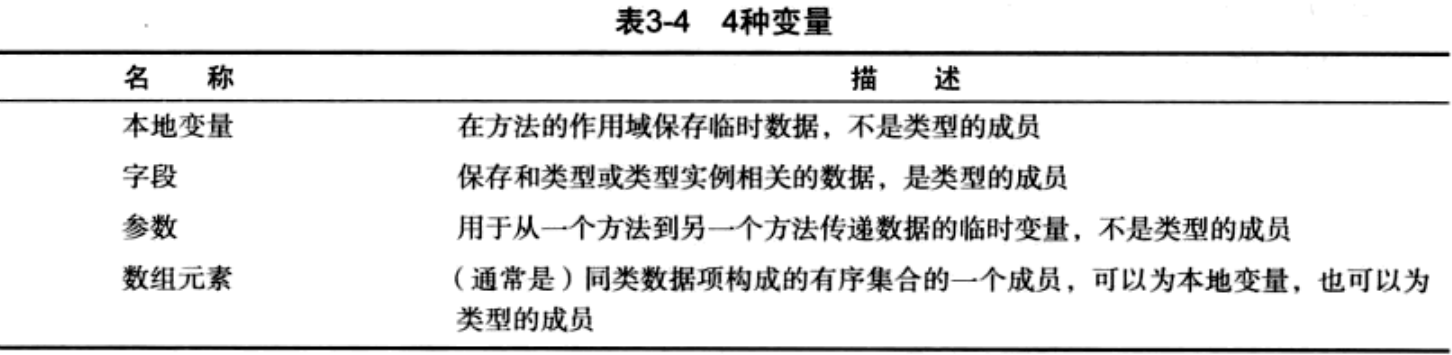 表3-4 4种变量
名 称 描 述
本地变量 在方法的作用域保存临时数据，不是类型的成员
字段 保存和类型或类型实例相关的数据，是类型的成员
参数 用于从一个方法到另一个方法传递数据的临时变量，不是类型的成员
数组元素 （通常是）同类数据项构成的有序集合的一个成员，可以为本地变量，也可以为
类型的成员